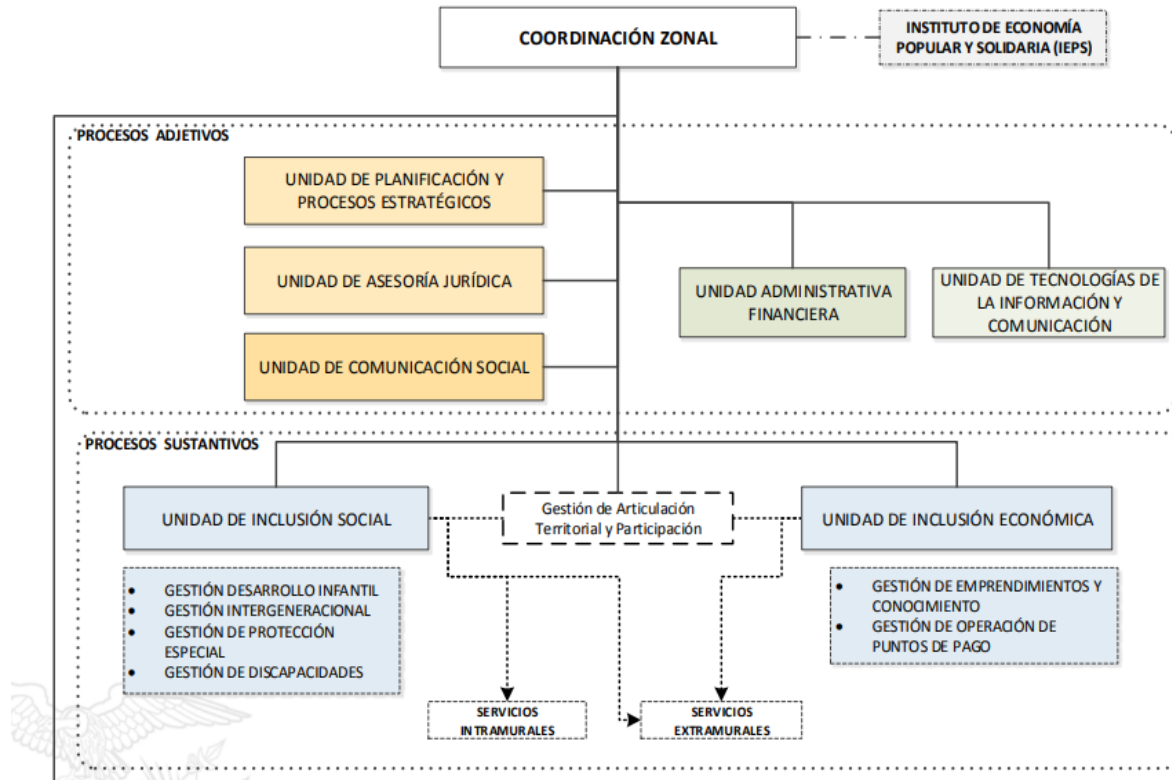 COORDINACIÓN ZONAL
INSTITUTO DE ECONOMÍA
POPULAR Y SOLIDARIA (IEPS)
PROCESOS ADJETIVOS
UNIDAD DE PLANIFICACIÓN Y
PROCESOS ESTRATÉGICOS
UNIDAD DE ASESORÍA JURÍDICA
UNIDAD DE COMUNICACIÓN SOCIAL
UNIDAD ADMINISTRATIVA
FINANCIERA
UNIDAD DE TECNOLOGÍAS DE
LA INFORMACIÓN Y
COMUNICACIÓN
PROCESOS SUSTANTIVOS
UNIDAD DE INCLUSIÓN SOCIAL
Gestión de Articulación
Territorial y Participación
UNIDAD DE INCLUSIÓN ECONÓMICA
• GESTIÓN DESARROLLO INFANTIL
• GESTIÓN INTERGENERACIONAL
• GESTIÓN DE PROTECCIÓN
ESPECIAL
• GESTIÓN DE DISCAPACIDADES
• GESTIÓN DE EMPRENDIMIENTOS Y
CONOCIMIENTO
• GESTIÓN DE OPERACIÓN DE
PUNTOS DE PAGO
SERVICIOS
INTRAMURALES
SERVICIOS
EXTRAMURALES